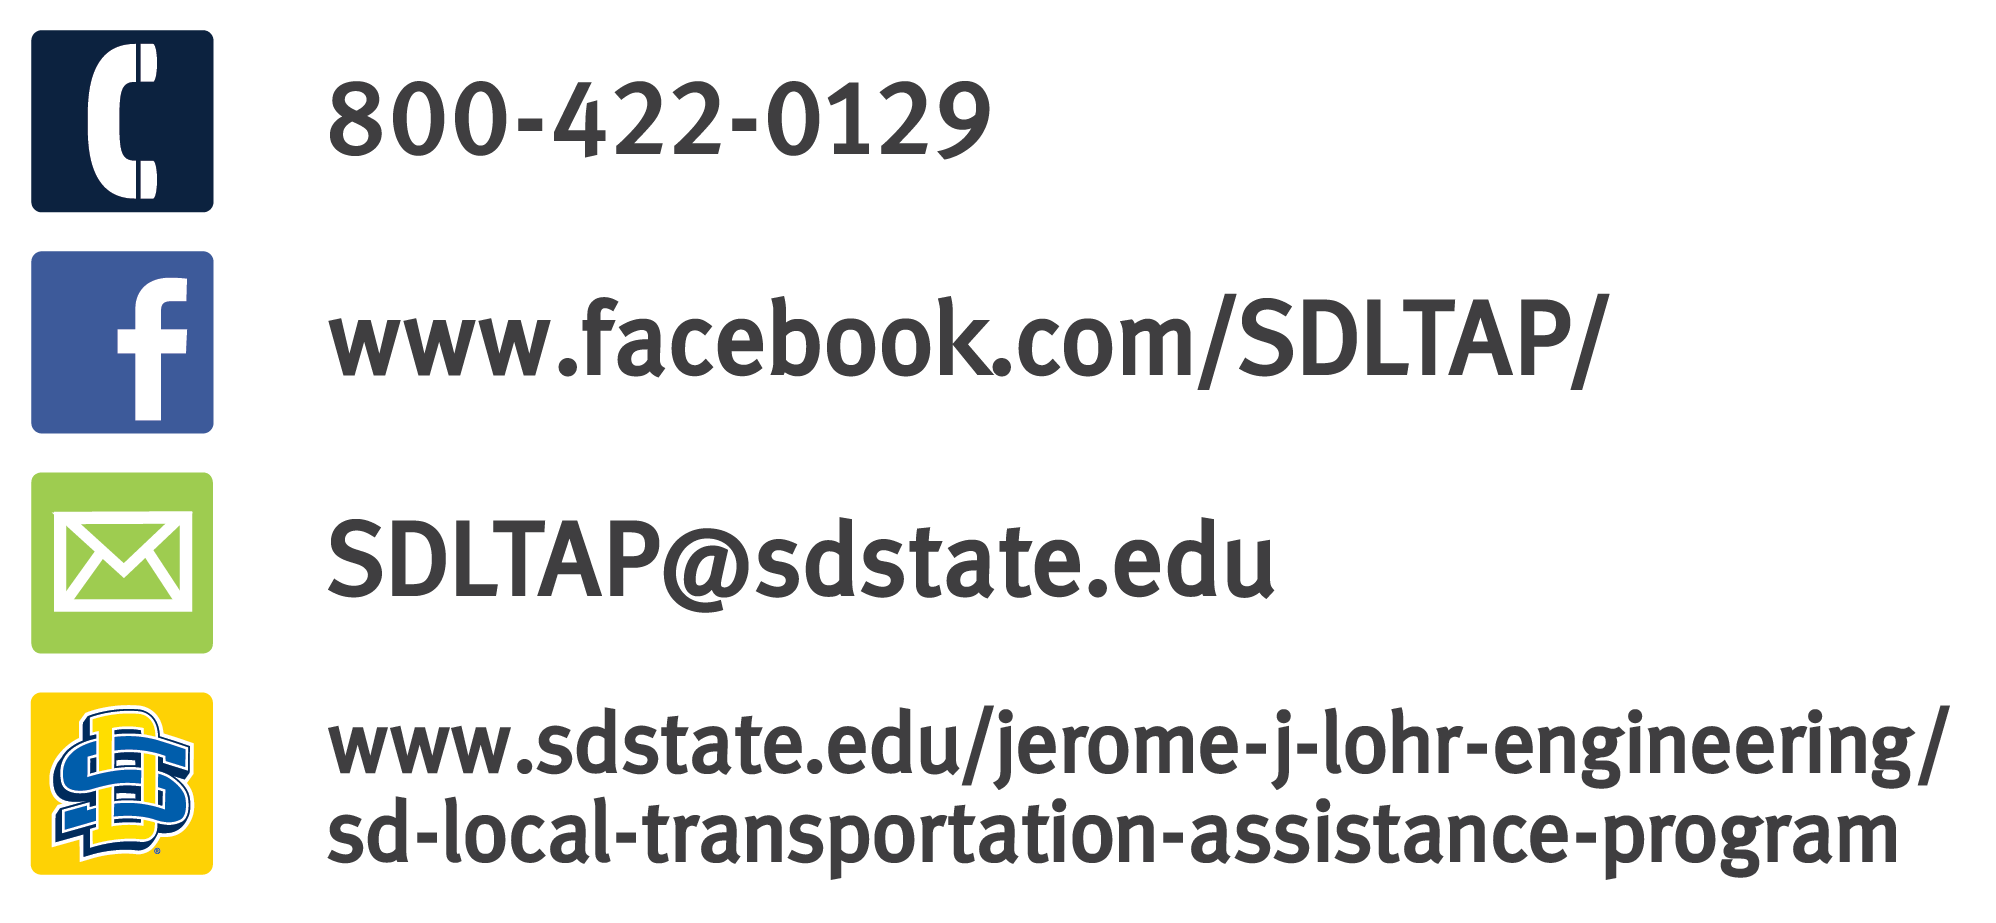 800-422-0129
www.facebook.com/SDLTAP/
SDLTAP@sdstate.edu
www.sdstate.edu/jerome-j-lohr-engineering/
sd-local-transportation-assistance-program